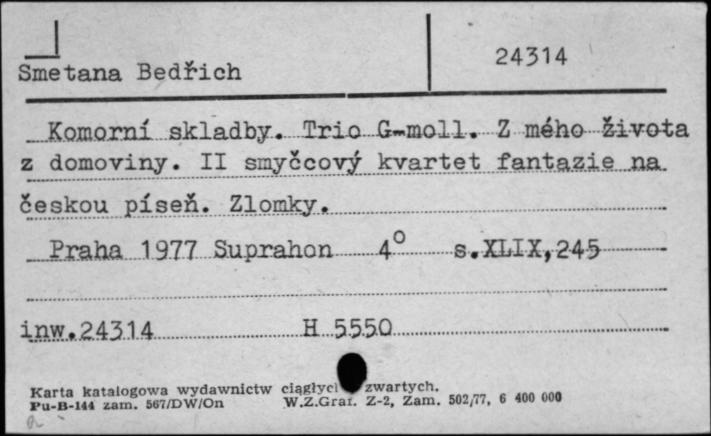 24314
Smetana Bedřich
Komorní skladby. Trio G-moll. Z mého života
z domoviny. II smyčcový kvartet fantazie na
českou píseň. Zlomky.
Praha 1977 Suprahon 4° s.XLIX,245
inw.24314 H 5550
Karta katalogowa wydawnictw zwartych.
Pu-B-144 zam. 567/DW/On W.Z.Graf. Z-2, Zam. 502/77, 6 400 000